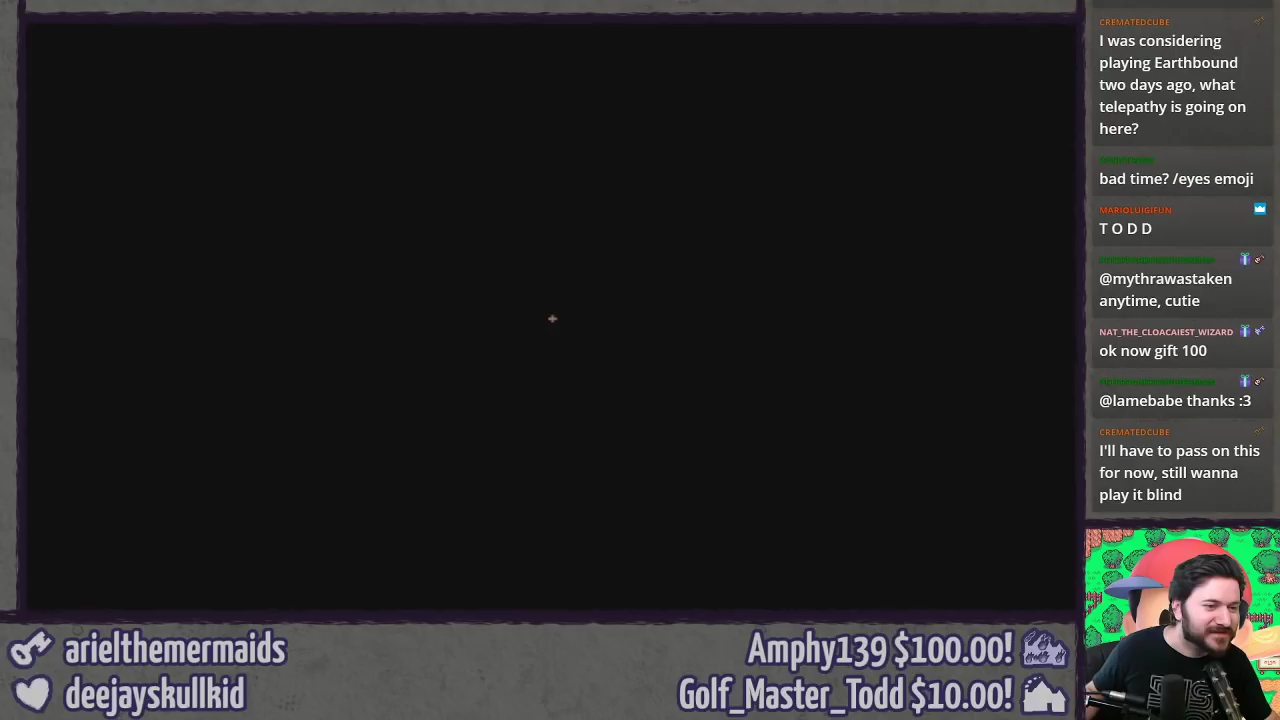 CREMATEDCUBE
I was considering
playing Earthbound
two days ago, what
telepathy is going on
here?
bad time? /eyes emoji
MARIOLUIGIFUN
T O D D
@mythrawastaken
anytime, cutie
NAT_THE_CLOACAIEST_WIZARD
ok now gift 100
@lamebabe thanks :3
CREMATEDCUBE
I'll have to pass on this
for now, still wanna
play it blind
arielthemermaids
deejayskullkid
Amphy139 $100.00!
Golf_Master_Todd $10.00!